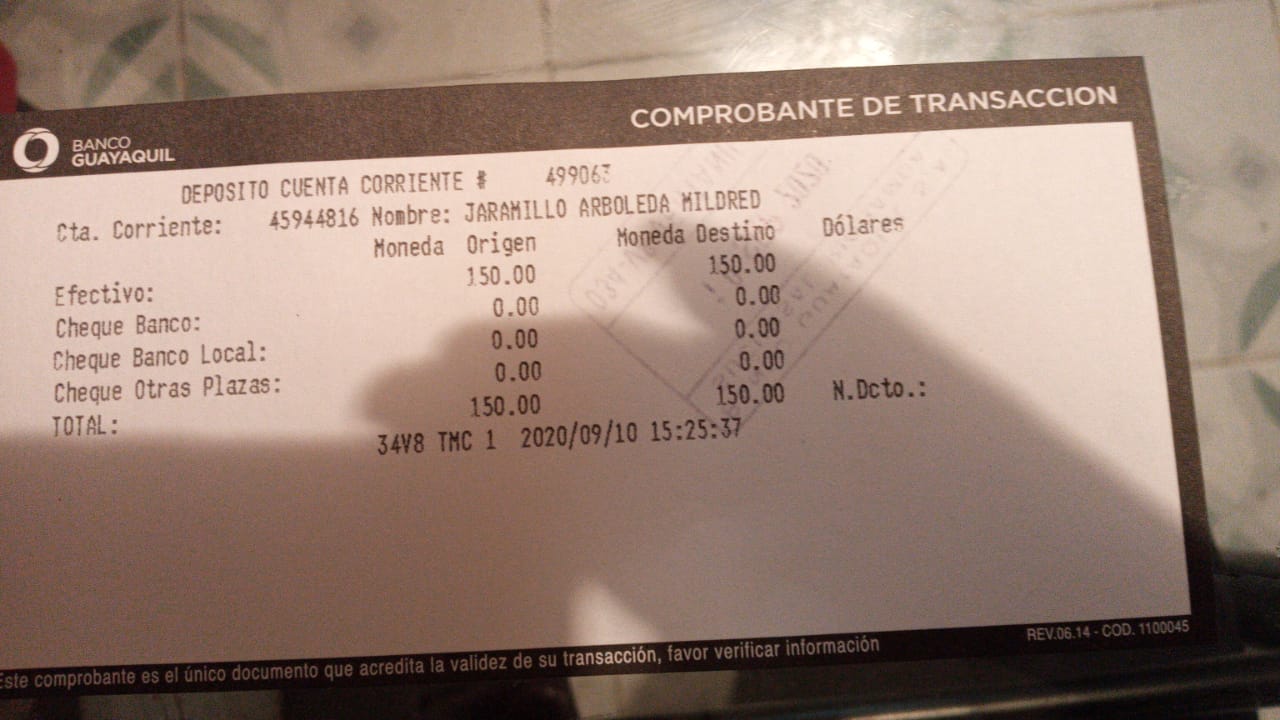 BANCO
GUAYAQUIL
COMPROBANTE DE TRANSACCION
DEPOSITO CUENTA CORRIENTE # 499063
Cta. Corriente: 45944816 Nombre: JARAMILLO ARBOLEDA MILDRED
Moneda Origen Moneda Destino Dólares
Efectivo: 150.00 150.00
Cheque Banco: 0.00 0.00
Cheque Banco Local: 0.00 0.00
Cheque Otras Plazas: 0.00 0.00
TOTAL: 150.00 150.00 N.Dcto.:
34V8 TMC 1 2020/09/10 15:25:37
Este comprobante es el único documento que acredita la validez de su transacción, favor verificar información
REV.06.14 - COD. 1100045